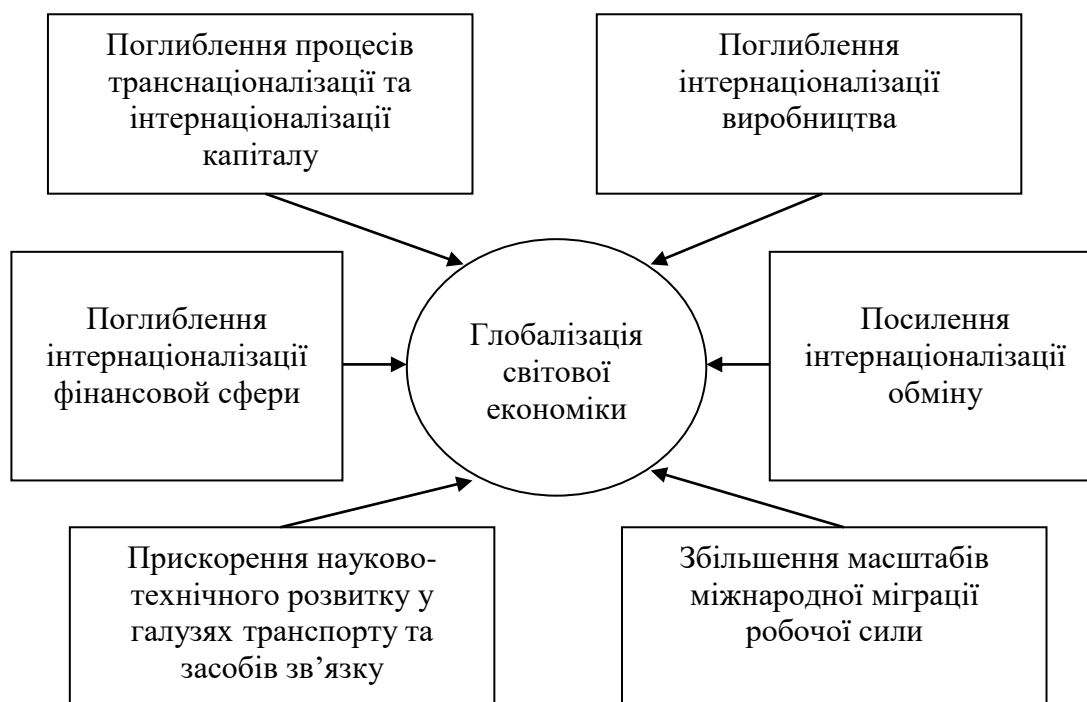 Поглиблення процесів
транснаціоналізації та
інтернаціоналізації
капіталу
Поглиблення
інтернаціоналізації
виробництва
Поглиблення
інтернаціоналізації
фінансовой сфери
Глобалізація
світової
економіки
Посилення
інтернаціоналізації
обміну
Прискорення науково-
технічного розвитку у
галузях транспорту та
засобів зв’язку
Збільшення масштабів
міжнародної міграції
робочої сили